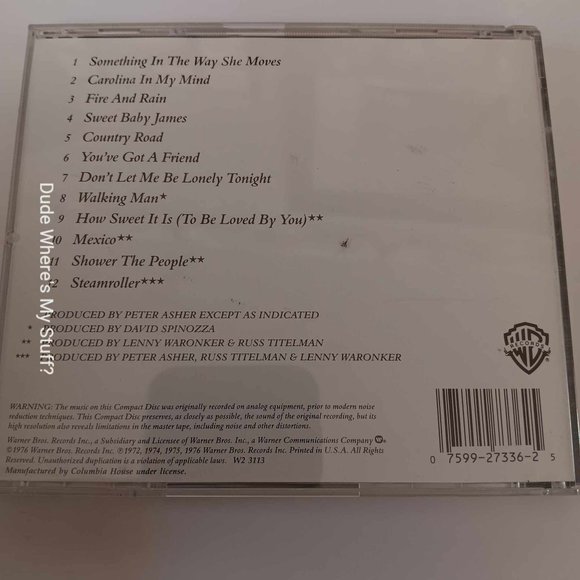 1 Something In The Way She Moves
2 Carolina In My Mind
3 Fire And Rain
4 Sweet Baby James
5 Country Road
6 You've Got A Friend
7 Don't Let Me Be Lonely Tonight
8 Walking Man*
9 How Sweet It Is (To Be Loved By You)**
10 Mexico**
11 Shower The People**
12 Steamroller***
PRODUCED BY PETER ASHER EXCEPT AS INDICATED
* PRODUCED BY DAVID SPINOZZA
** PRODUCED BY LENNY WARONKER & RUSS TITELMAN
*** PRODUCED BY PETER ASHER, RUSS TITELMAN & LENNY WARONKER
WB
RECORDS
®
WARNING: The music on this Compact Disc was originally recorded on analog equipment, prior to modern noise
reduction techniques. This Compact Disc preserves, as closely as possible, the sound of the original recording, but its
high resolution also reveals limitations in the master tape, including noise and other distortions.
Warner Bros. Records Inc., a Subsidiary and Licensee of Warner Bros. Inc., a Warner Communications Company
©1976 Warner Bros. Records Inc. ℗1972, 1974, 1975, 1976 Warner Bros. Records Inc. Printed in U.S.A. All Rights
Reserved. Unauthorized duplication is a violation of applicable laws. W2 3113
Manufactured by Columbia House under license.
0 7599-27336-2 5
Dude Where's My Stuff?